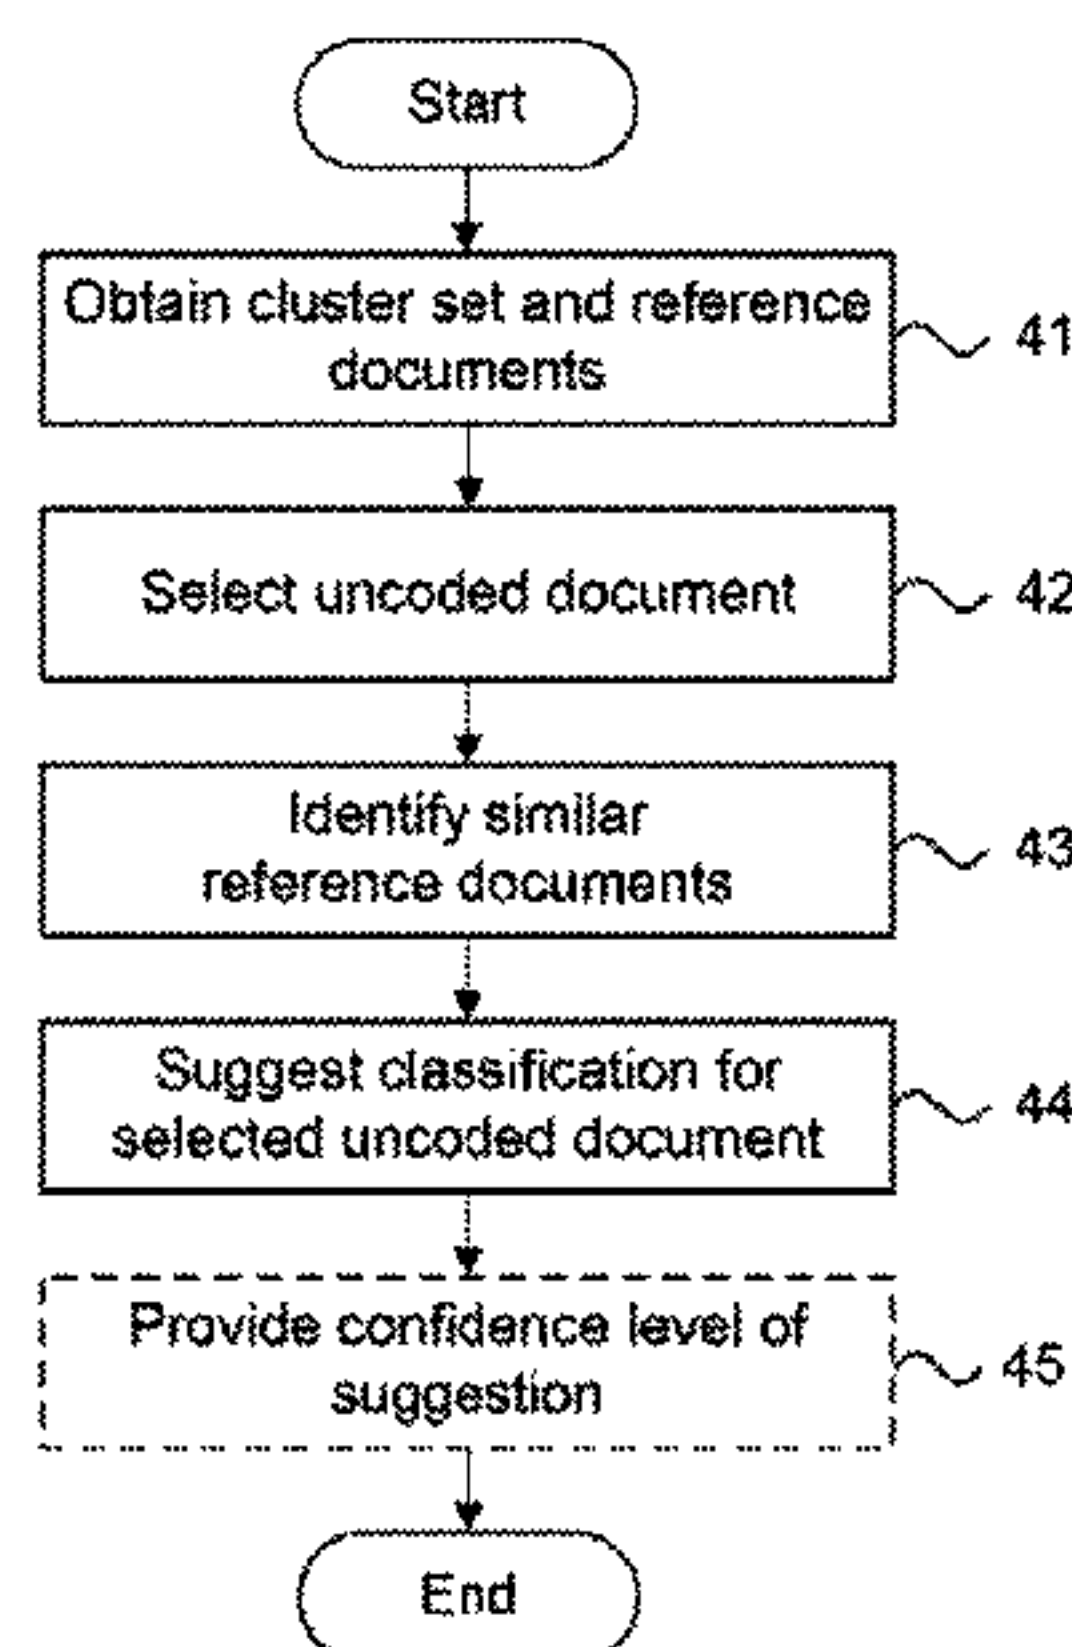 Start
Obtain cluster set and reference
documents
41
Select uncoded document
42
Identify similar
reference documents
43
Suggest classification for
selected uncoded document
44
Provide confidence level of
suggestion
45
End